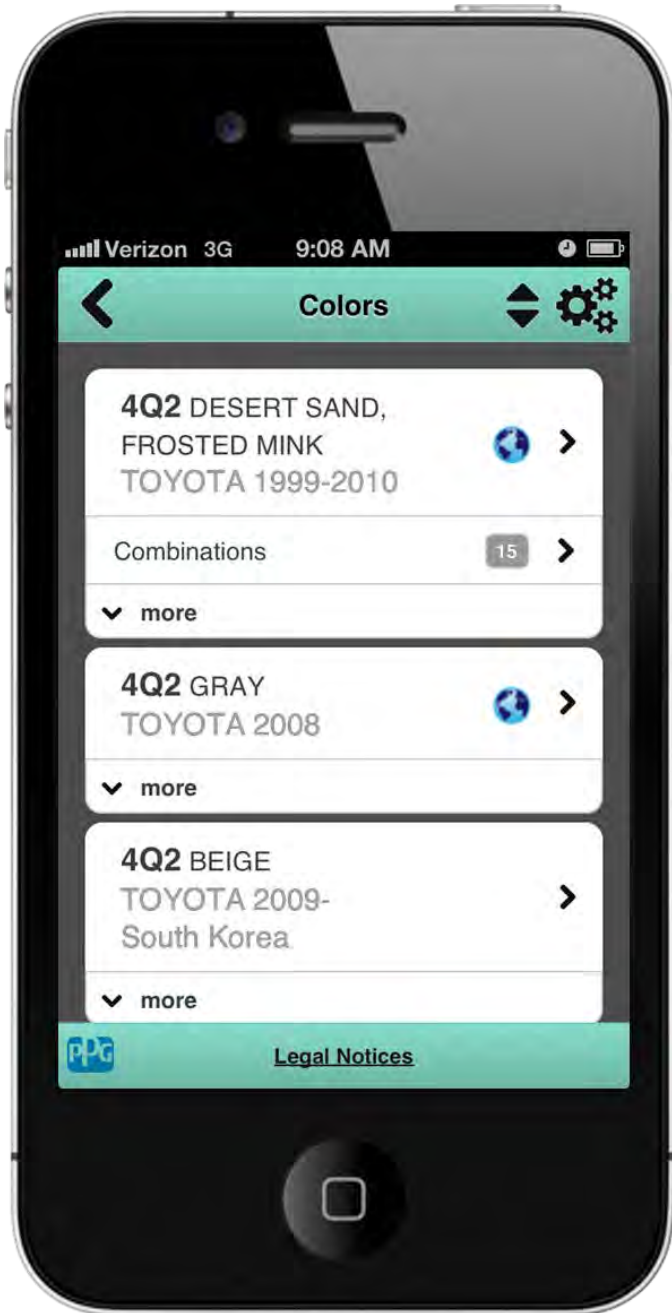 Verizon 3G 9:08 AM
Colors
4Q2 DESERT SAND,
FROSTED MINK
TOYOTA 1999-2010
Combinations 15
more
4Q2 GRAY
TOYOTA 2008
more
4Q2 BEIGE
TOYOTA 2009-
South Korea
more
PPG Legal Notices